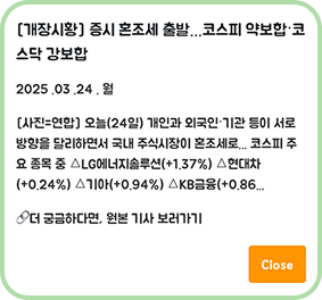 [개장시황] 증시 혼조세 출발...코스피 약보합·코
스닥 강보합
2025 .03 .24 . 월
[사진=연합] 오늘(24일) 개인과 외국인·기관 등이 서로
방향을 달리하면서 국내 주식시장이 혼조세로... 코스피 주
요 종목 중 △LG에너지솔루션(+1.37%) △현대차
(+0.24%) △기아(+0.94%) △KB금융(+0.86...
🔗더 궁금하다면, 원본 기사 보러가기
Close